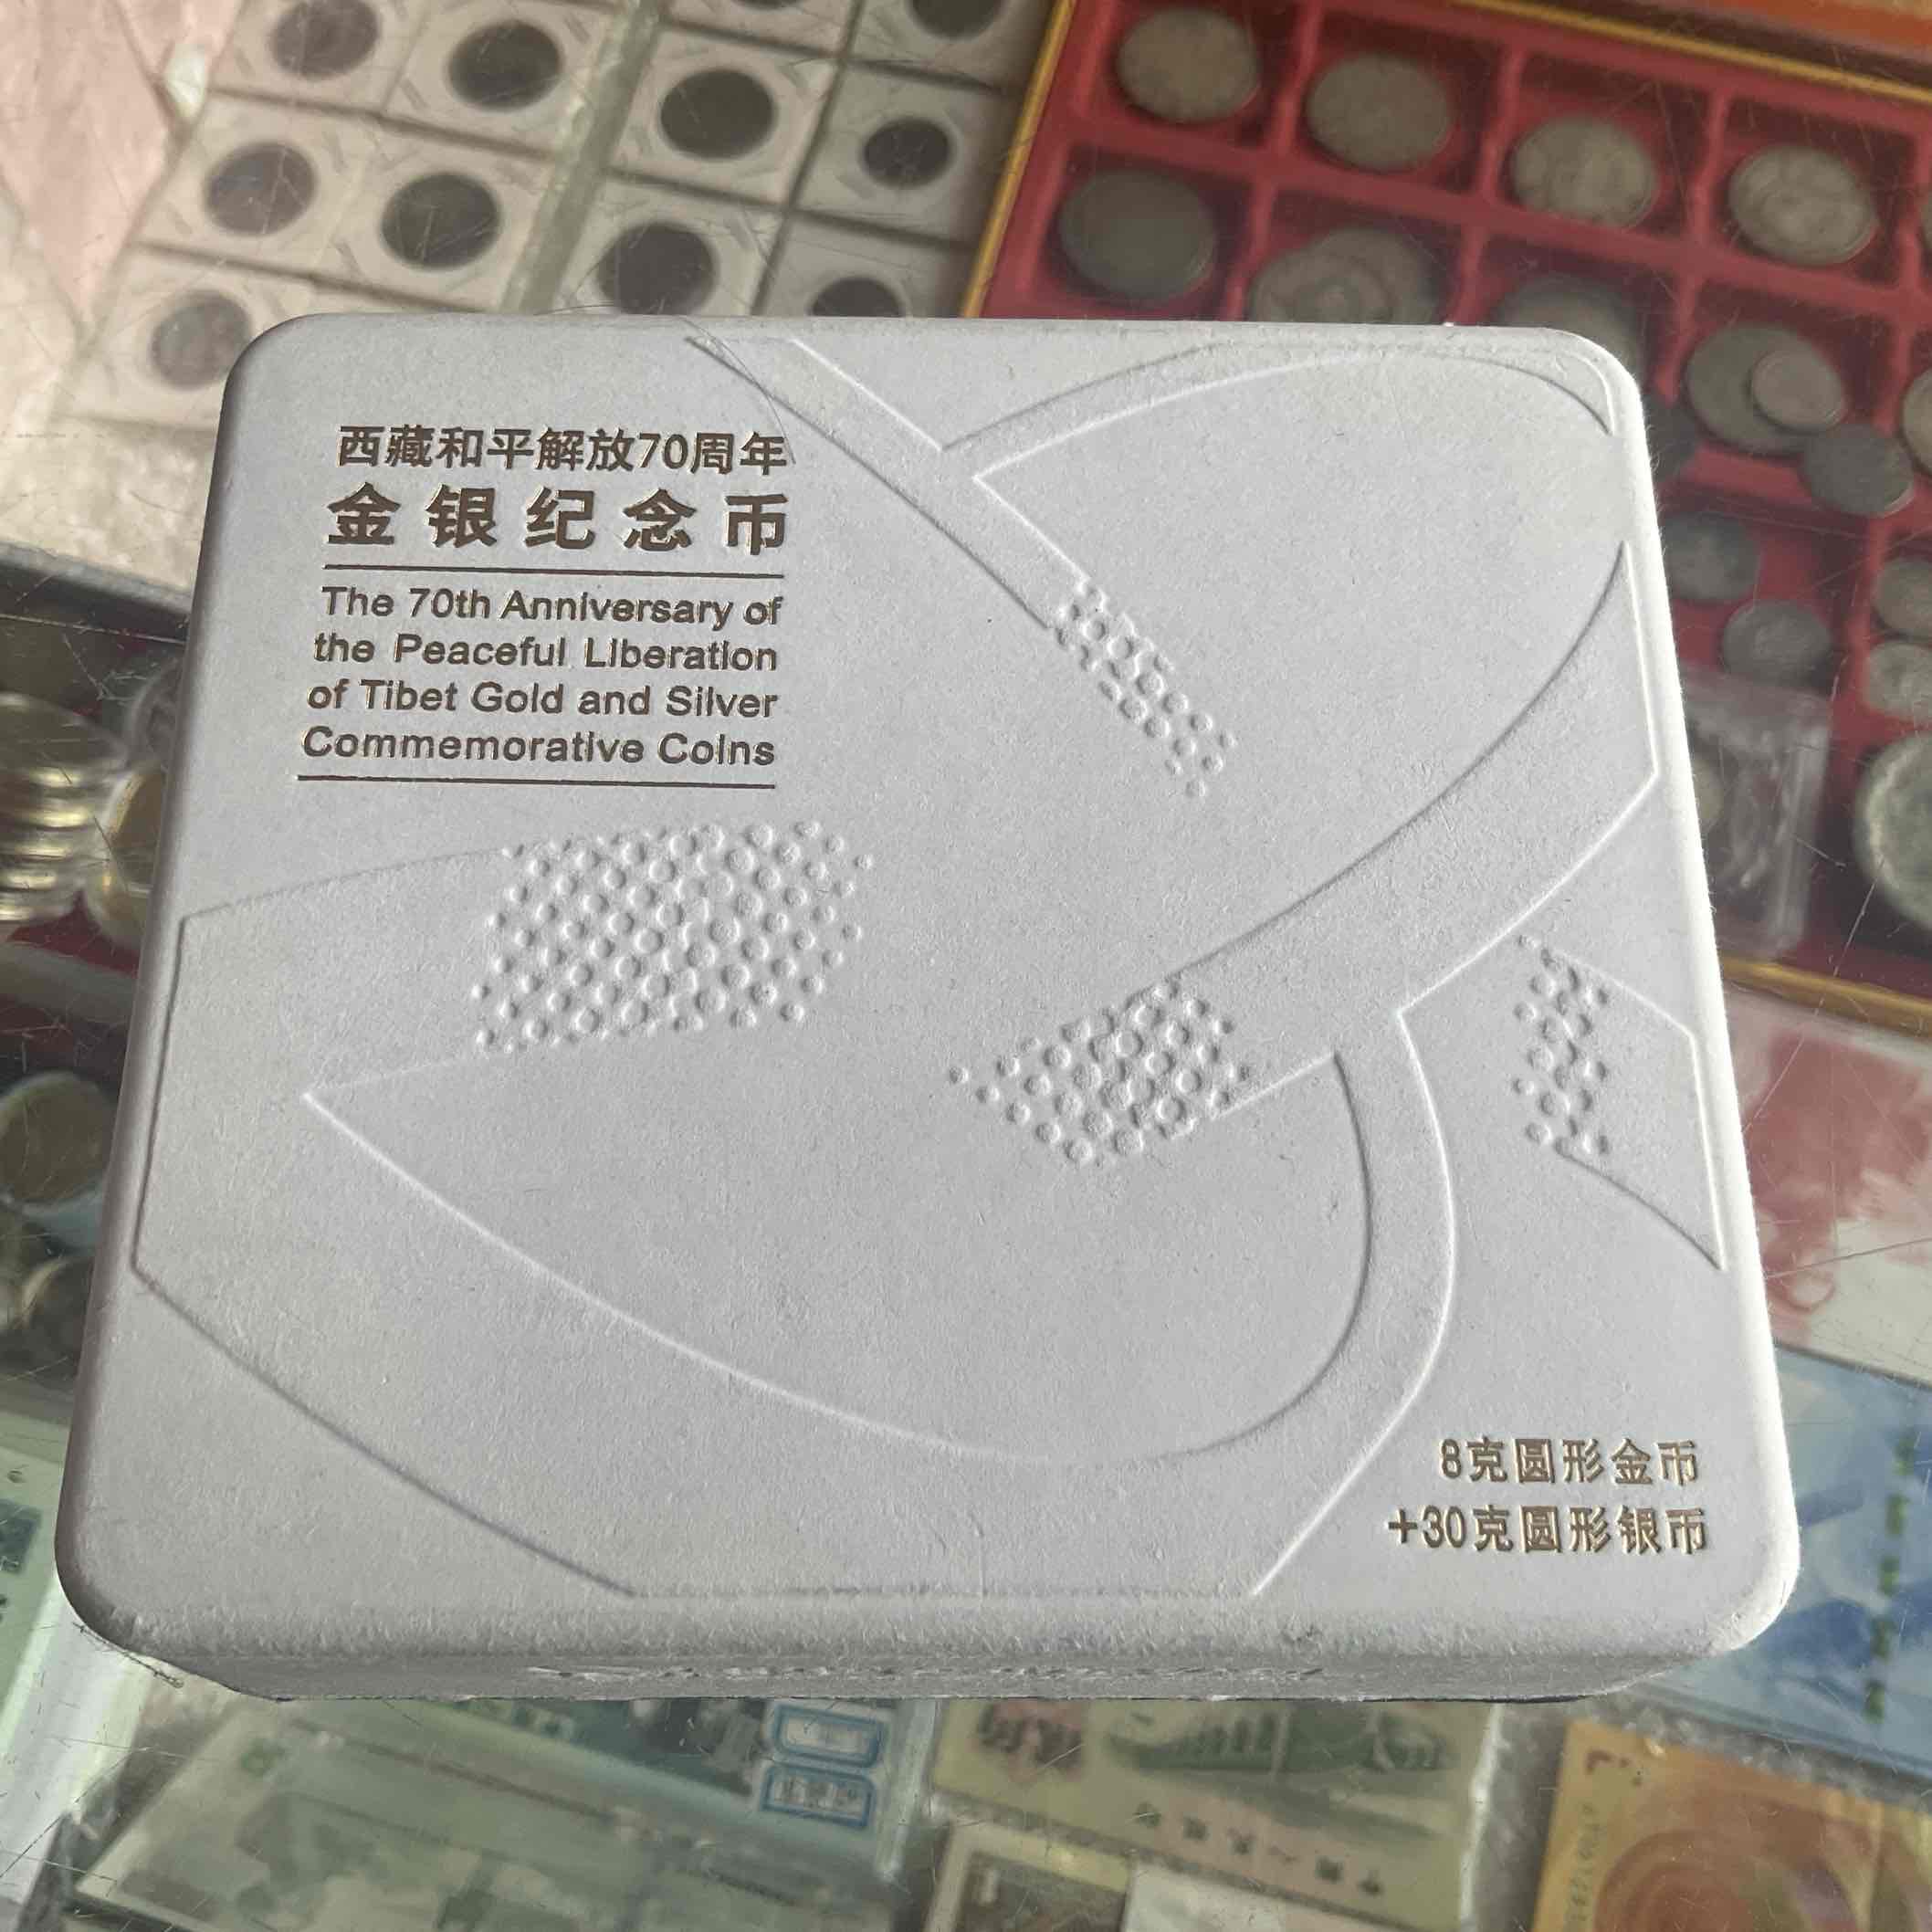 西藏和平解放70周年
金银纪念币
The 70th Anniversary of
the Peaceful Liberation
of Tibet Gold and Silver
Commemorative Coins
8克圆形金币
+30克圆形银币